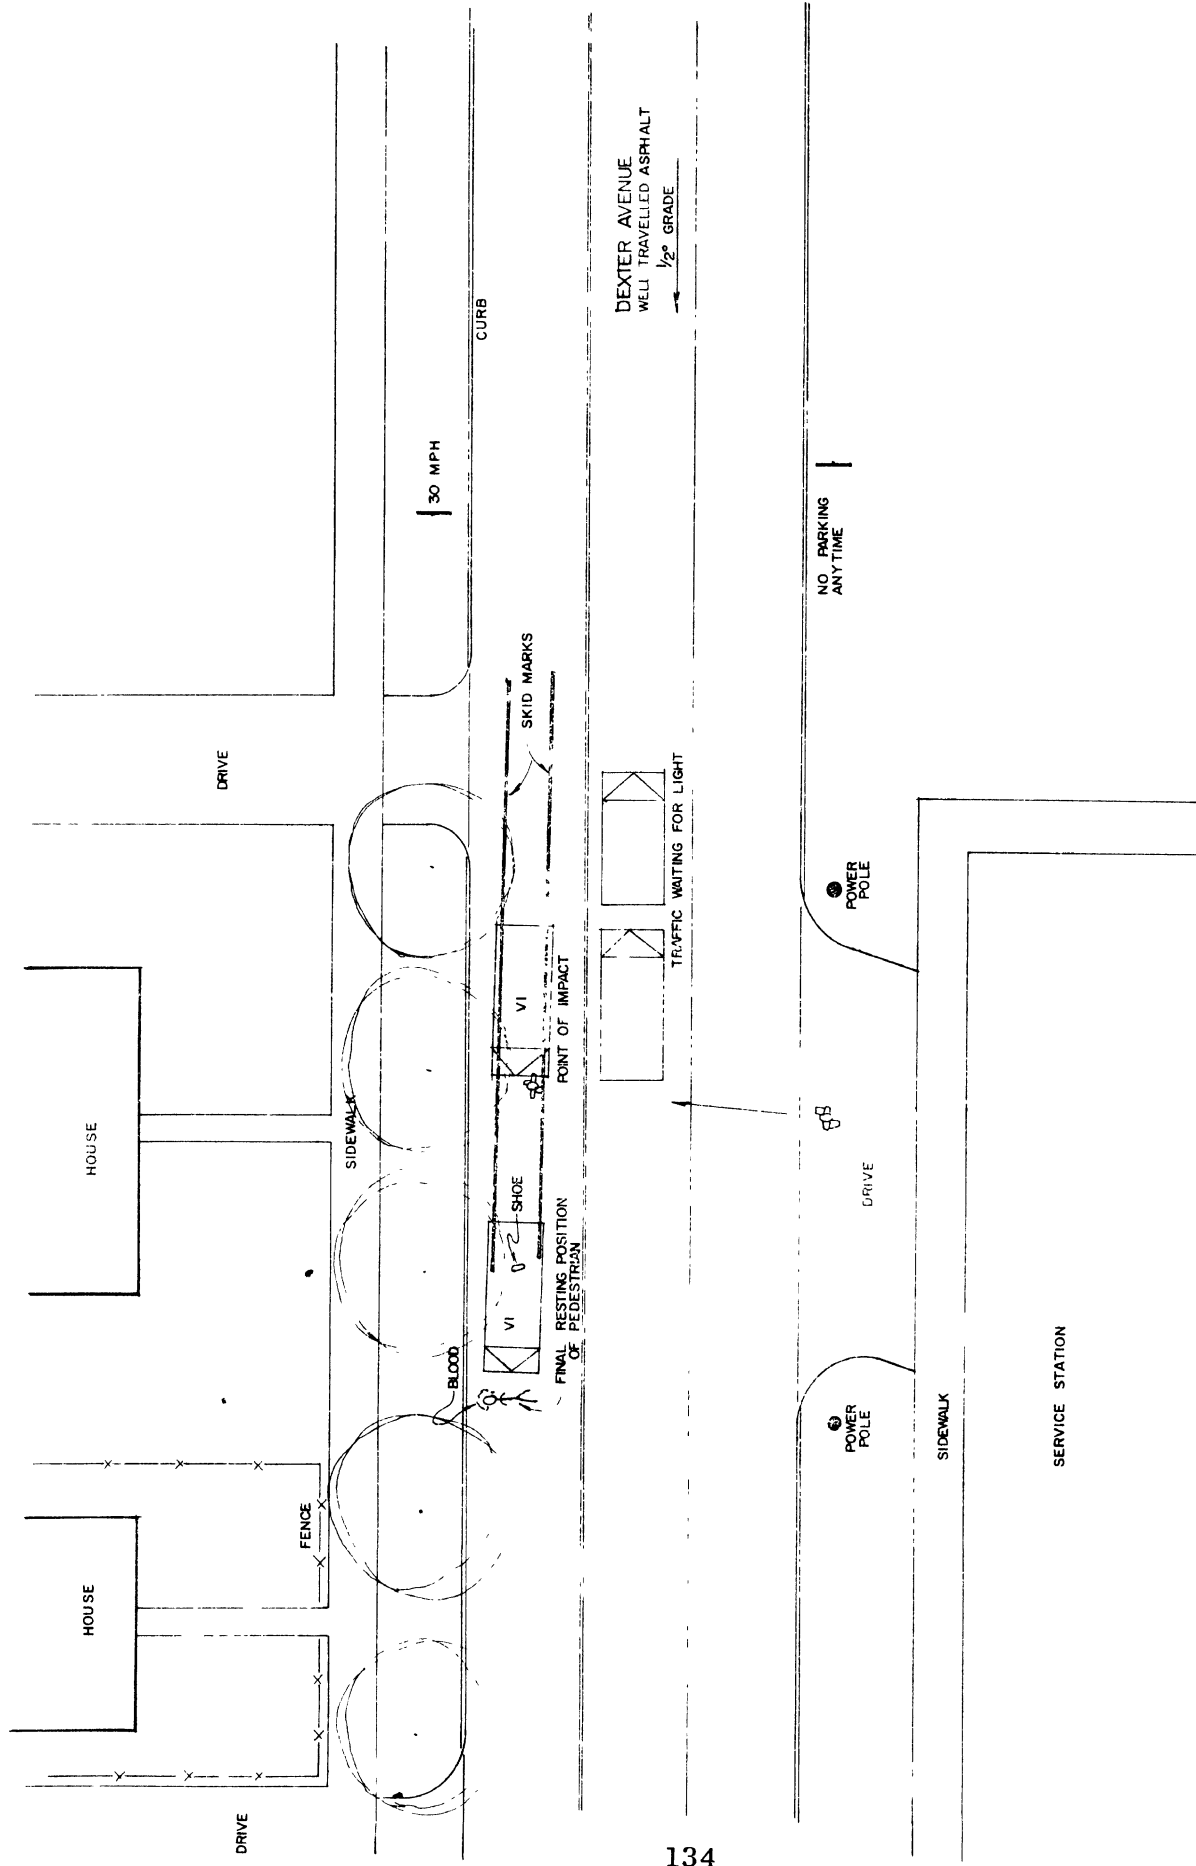 DEXTER AVENUE
WELL TRAVELLED ASPHALT
1/2° GRADE
CURB
30 MPH
NO PARKING
ANYTIME
SKID MARKS
DRIVE
TRAFFIC WAITING FOR LIGHT
POWER
POLE
V1
POINT OF IMPACT
HOUSE
SIDEWALK
SHOE
DRIVE
FINAL RESTING POSITION
OF PEDESTRIAN
V1
BLOOD
POWER
POLE
SIDEWALK
SERVICE STATION
FENCE
HOUSE
DRIVE
134